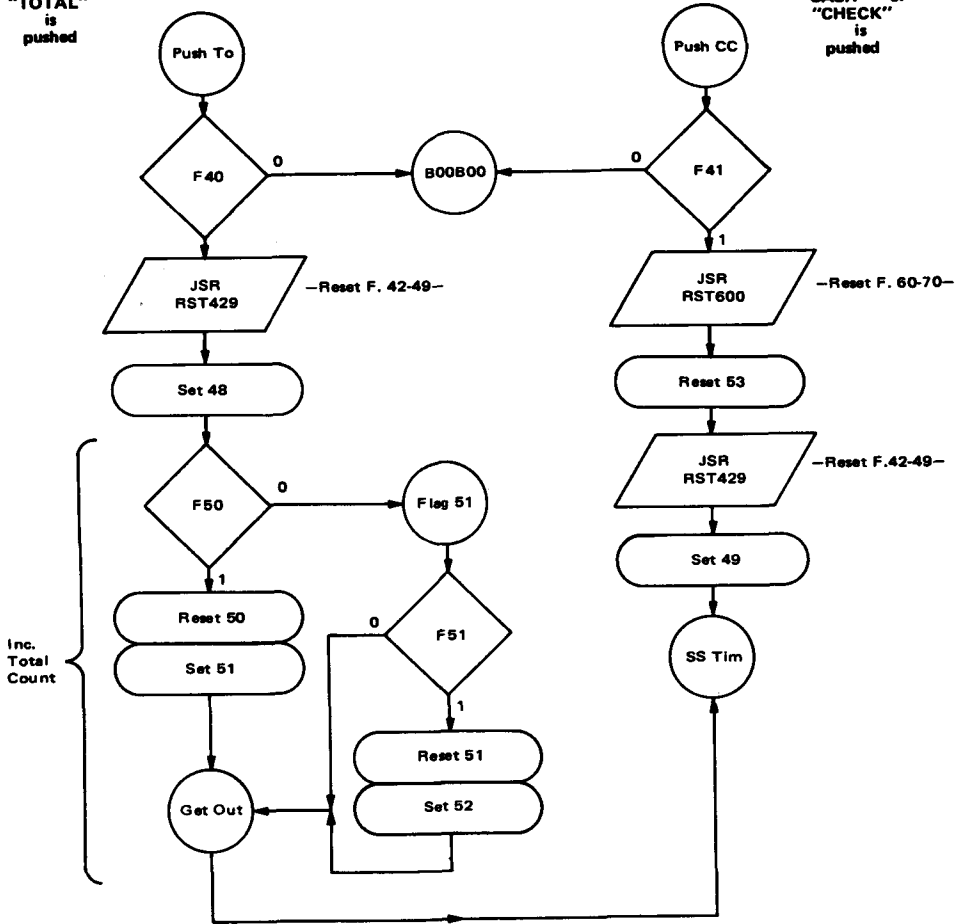 "TOTAL"
is
pushed
"CHECK"
is
pushed
Push To
Push CC
F40
0
B00B00
0
F41
1
JSR
RST429
—Reset F. 42-49—
JSR
RST600
—Reset F. 60-70—
Set 48
Reset 53
JSR
RST429
—Reset F.42-49—
F50
0
Flag 51
Set 49
1
Reset 50
Set 51
0
F51
SS Tim
Inc.
Total
Count
1
Reset 51
Set 52
Get Out